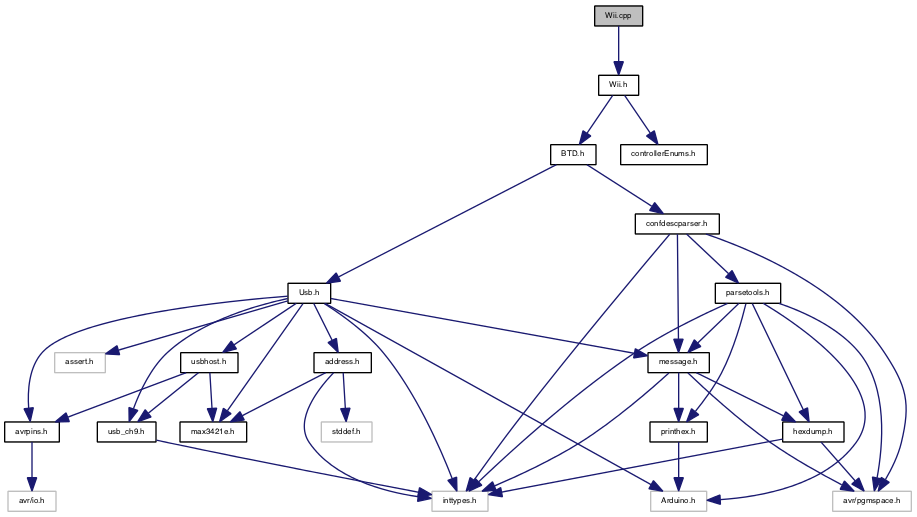 Wii.cpp
Wii.h
BTD.h
controllerEnums.h
confdescparser.h
Usb.h
parsetools.h
assert.h
usbhost.h
address.h
message.h
avrpins.h
usb_ch9.h
max3421e.h
stddef.h
printhex.h
hexdump.h
avr/io.h
inttypes.h
Arduino.h
avr/pgmspace.h